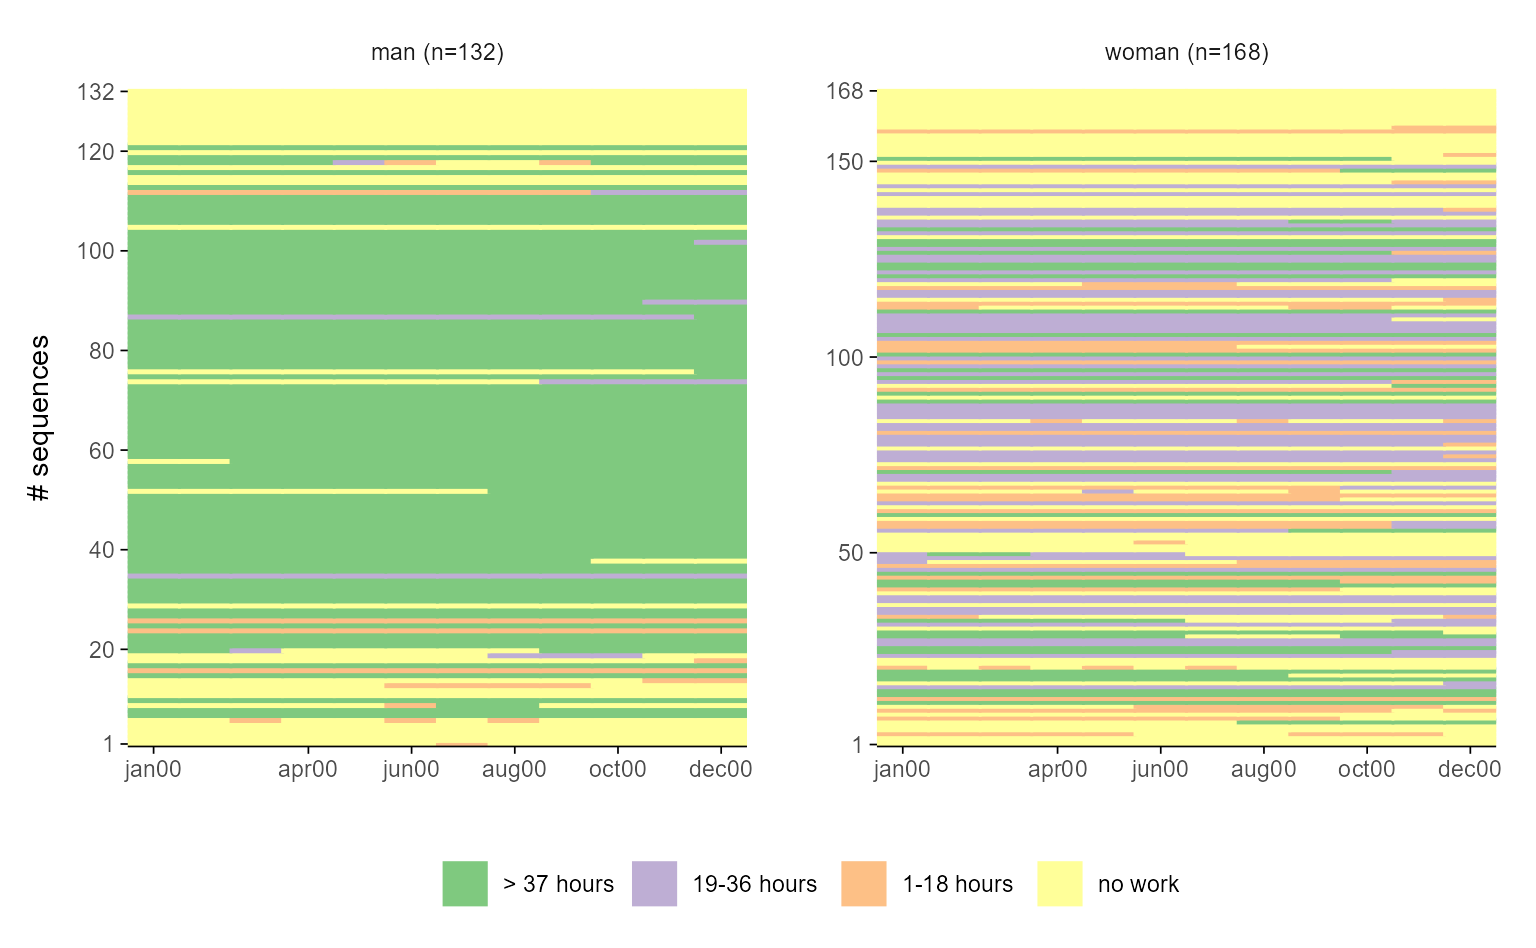 man (n=132)
woman (n=168)
# sequences
132
120
100
80
60
40
20
1
jan00 apr00 jun00 aug00 oct00 dec00
168
150
100
50
1
jan00 apr00 jun00 aug00 oct00 dec00
> 37 hours 19-36 hours 1-18 hours no work